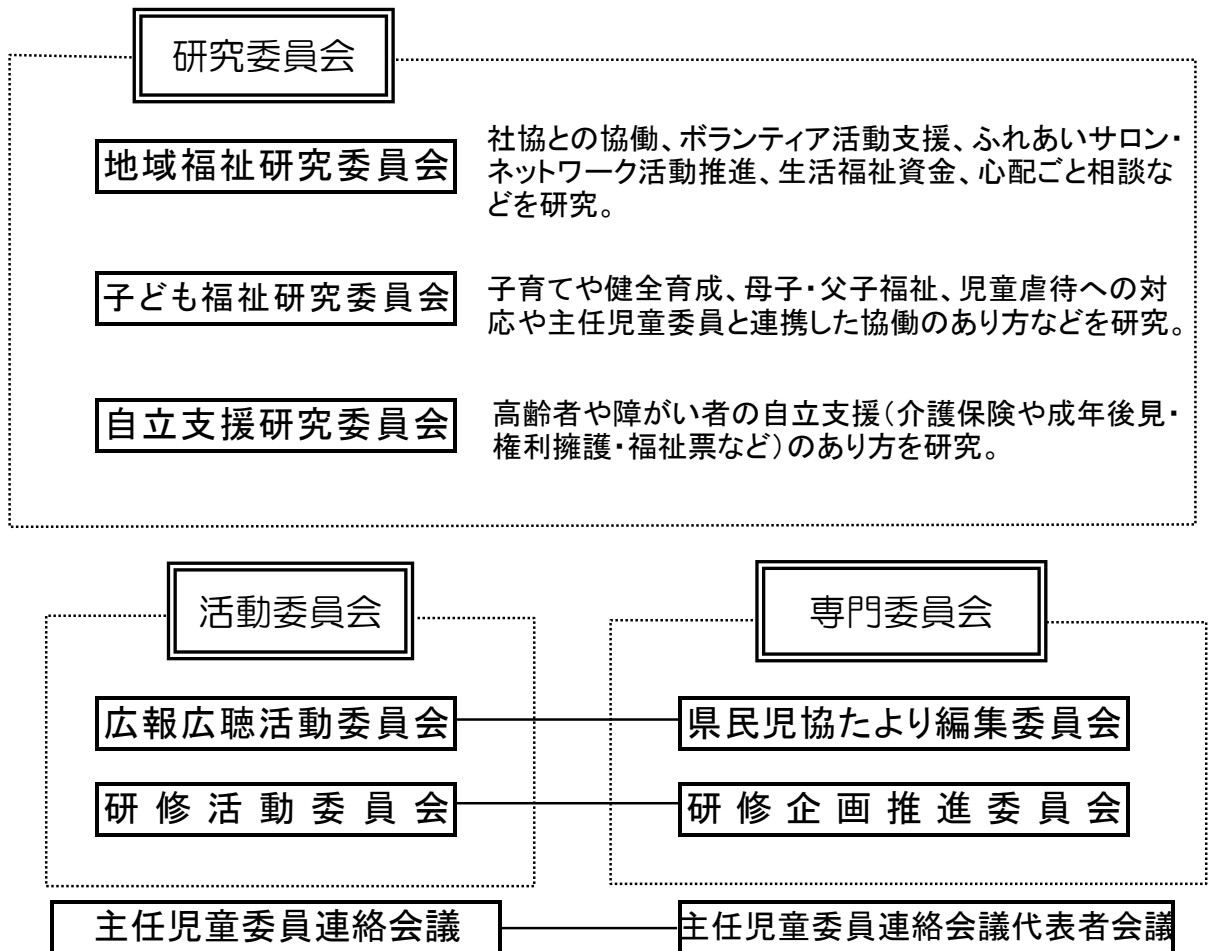 研究委員会
地域福祉研究委員会
社協との協働、ボランティア活動支援、ふれあいサロン・
ネットワーク活動推進、生活福祉資金、心配ごと相談な
どを研究。
子ども福祉研究委員会
子育てや健全育成、母子・父子福祉、児童虐待への対
応や主任児童委員と連携した協働のあり方などを研究。
自立支援研究委員会
高齢者や障がい者の自立支援(介護保険や成年後見・
権利擁護・福祉票など)のあり方を研究。
活動委員会
専門委員会
広報広聴活動委員会
県民児協たより編集委員会
研修活動委員会
研修企画推進委員会
主任児童委員連絡会議
主任児童委員連絡会議代表者会議